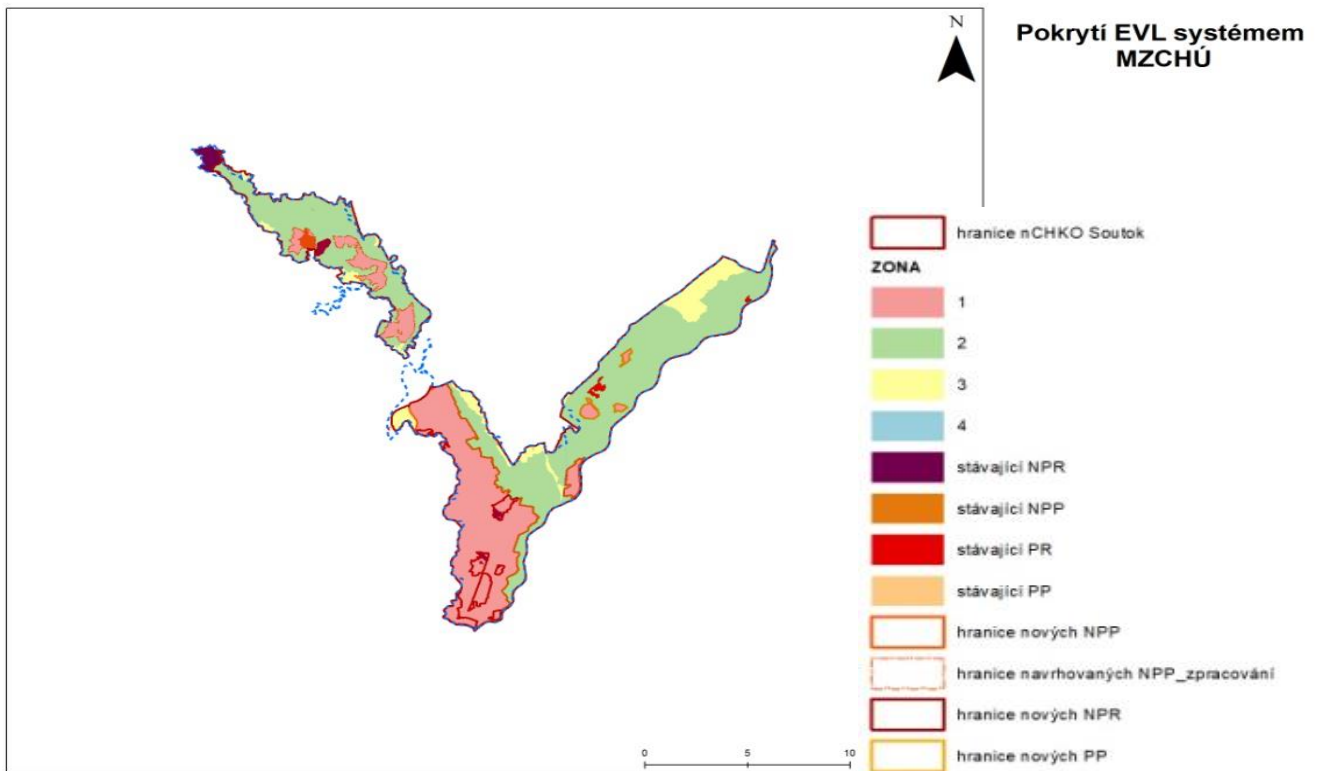 Pokrytí EVL systémem
MZCHÚ
N
hranice nCHKO Soutok
ZONA
1
2
3
4
stávající NPR
stávající NPP
stávající PR
stávající PP
hranice nových NPP
hranice navrhovaných NPP_zpracování
hranice nových NPR
hranice nových PP
0 5 10